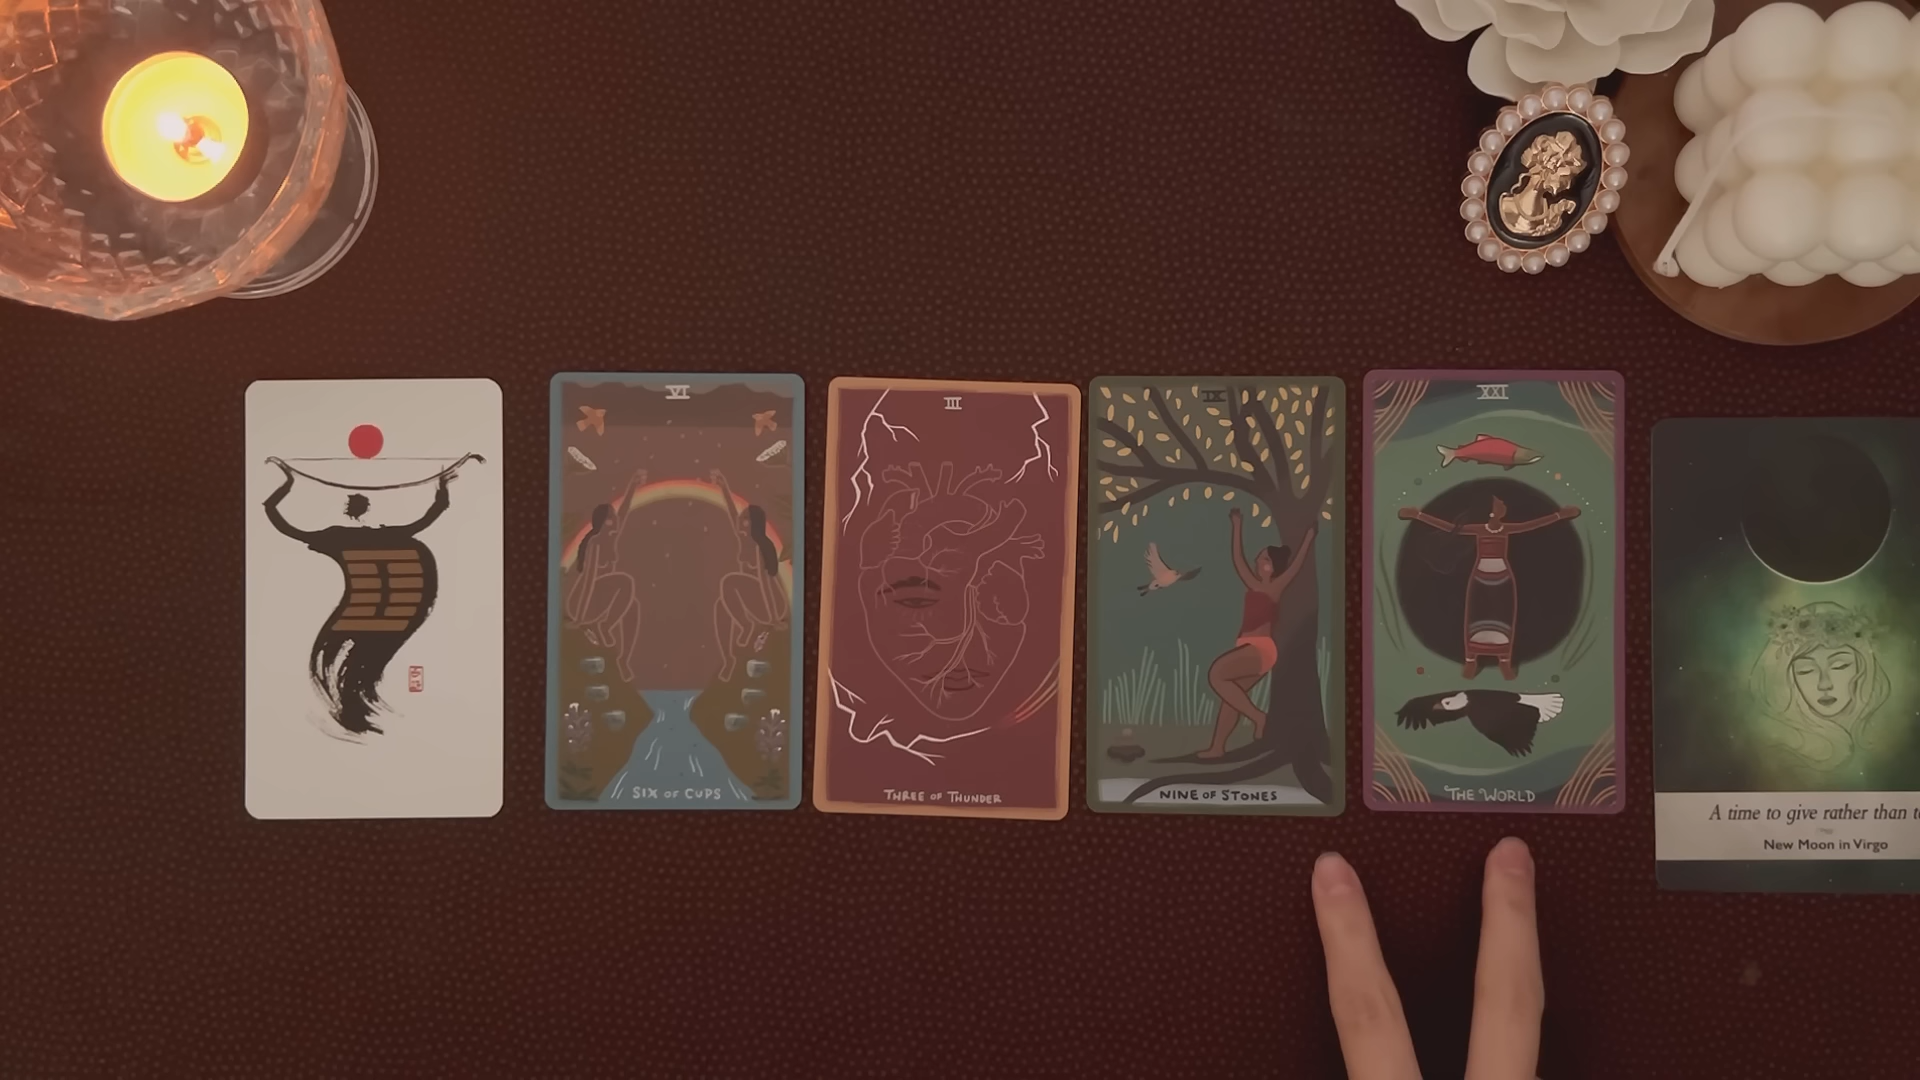 VI
SIX OF CUPS
III
THREE OF THUNDER
IX
NINE OF STONES
XXI
THE WORLD
A time to give rather than
New Moon in Virgo